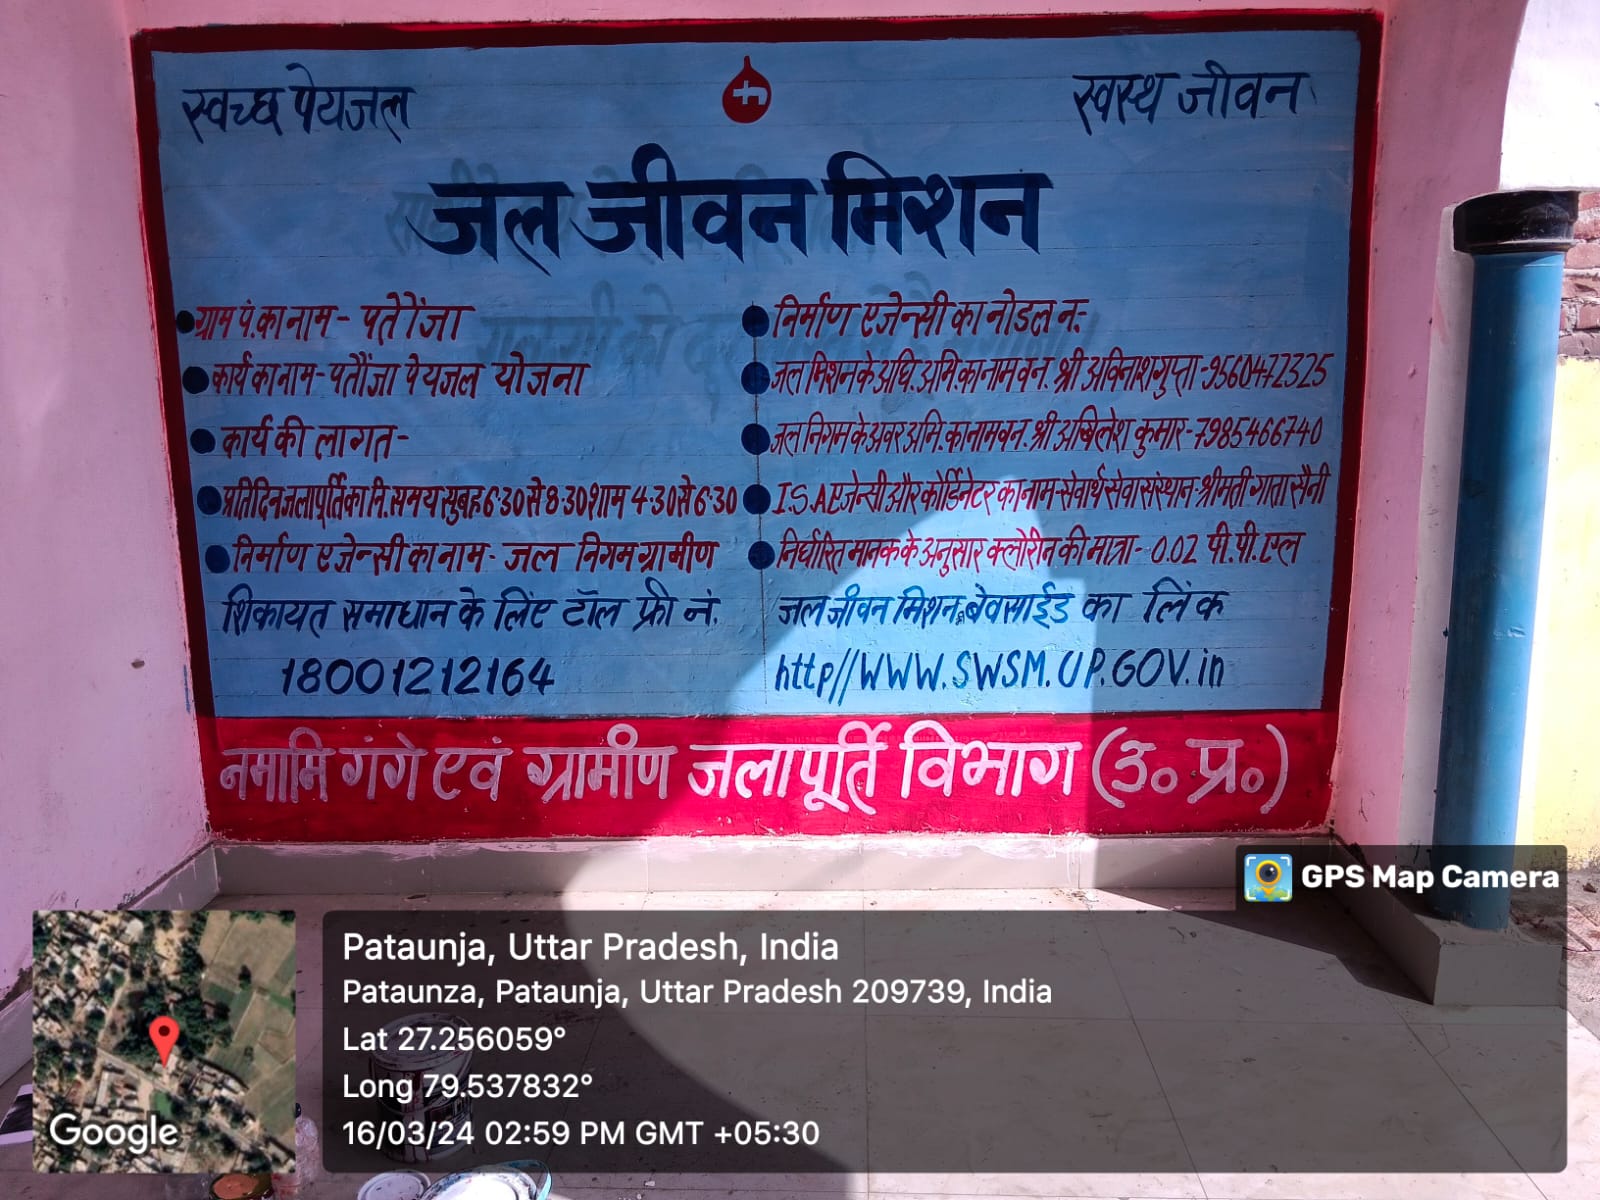 स्वच्छ पेयजल
स्वस्थ जीवन
जल जीवन मिशन
ग्राम पं. का नाम - पतोेंजा
कार्य का नाम - पतौंजा पेयजल योजना
कार्य की लागत -
प्रतिदिन जलापूर्ति का नि. समय सुबह 6.30 से 8.30 शाम 4.30 से 6.30
निर्माण एजेन्सी का नाम - जल निगम ग्रामीण
शिकायत समाधान के लिए टॉल फ्री नं.
18001212164
निर्माण एजेन्सी का नोडल न.-
जल मिशन के अधि. अभि. का नाम व न. श्री अविनाश गुप्ता - 9560472325
जल निगम के अवर अभि. का नाम व न. श्री अखिलेश कुमार - 7985466740
I.S.A एजेन्सी और कोर्डिनेटर का नाम - सेवार्थ सेवा संस्थान - श्रीमती गाता सैनी
निर्धारित मानक के अनुसार क्लोरीन की मात्रा - 0.02 पी.पी.एल
जल जीवन मिशन बेवसाईड का लिंक
http//WWW.SWSM.UP.GOV.in
नमामि गंगे एवं ग्रामीण जलापूर्ति विभाग (उ॰ प्र॰)
GPS Map Camera
Pataunja, Uttar Pradesh, India
Pataunza, Pataunja, Uttar Pradesh 209739, India
Lat 27.256059°
Long 79.537832°
16/03/24 02:59 PM GMT +05:30
Google